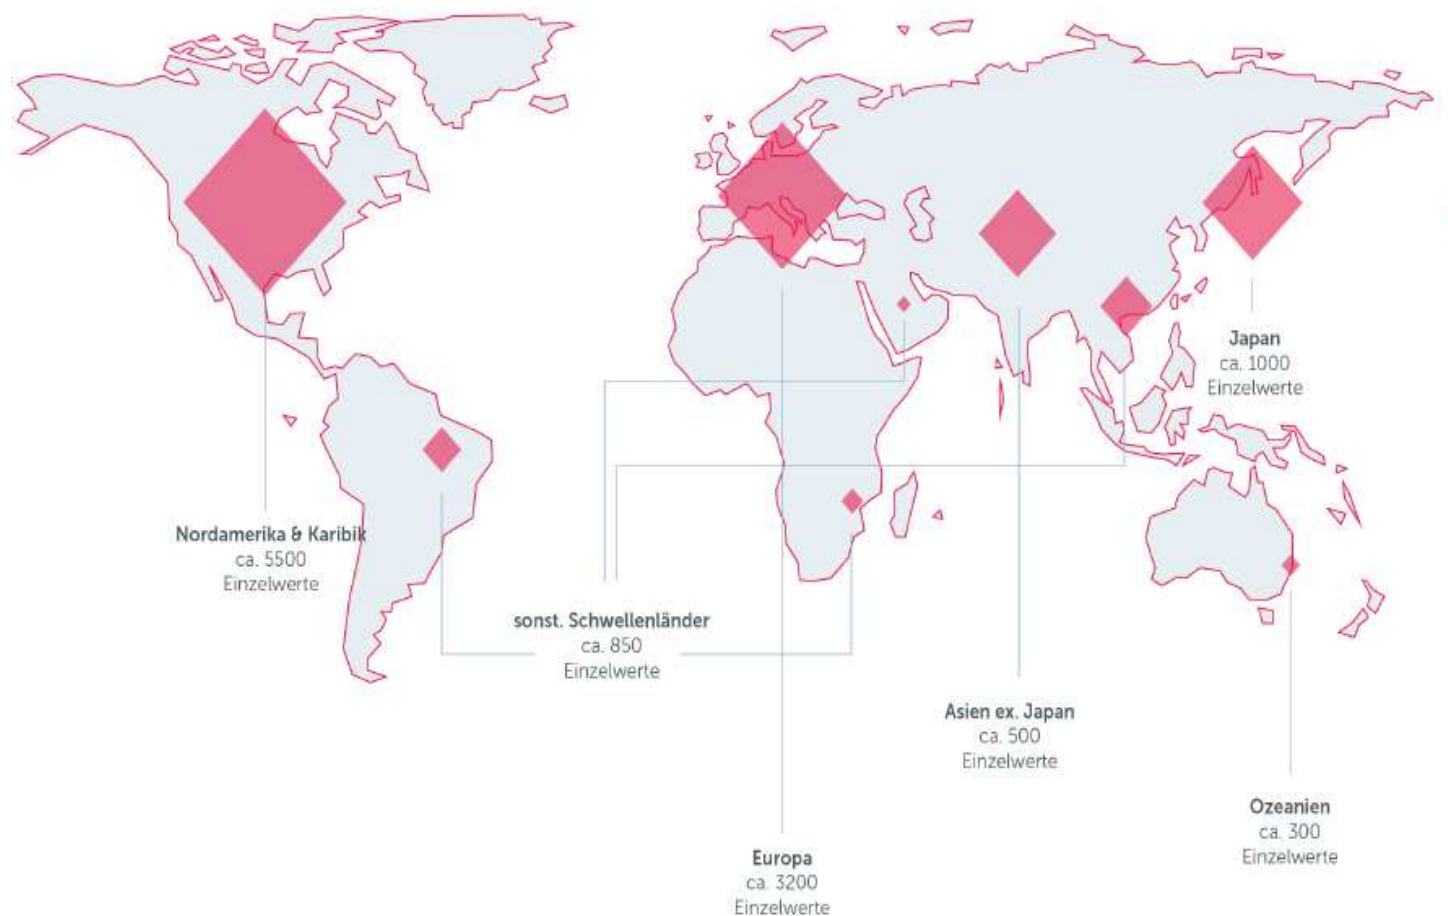 Japan
ca. 1000
Einzelwerte
Nordamerika & Karibik
ca. 5500
Einzelwerte
sonst. Schwellenländer
ca. 850
Einzelwerte
Asien ex. Japan
ca. 500
Einzelwerte
Ozeanien
ca. 300
Einzelwerte
Europa
ca. 3200
Einzelwerte